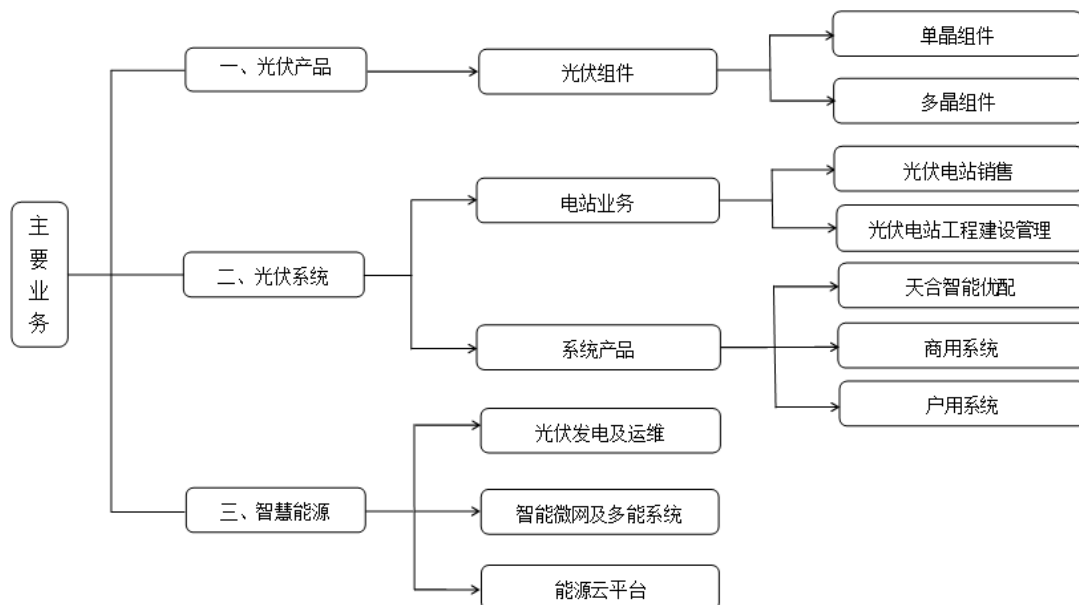 主要业务
一、光伏产品
光伏组件
单晶组件
多晶组件
二、光伏系统
电站业务
光伏电站销售
光伏电站工程建设管理
系统产品
天合智能优配
商用系统
户用系统
三、智慧能源
光伏发电及运维
智能微网及多能系统
能源云平台